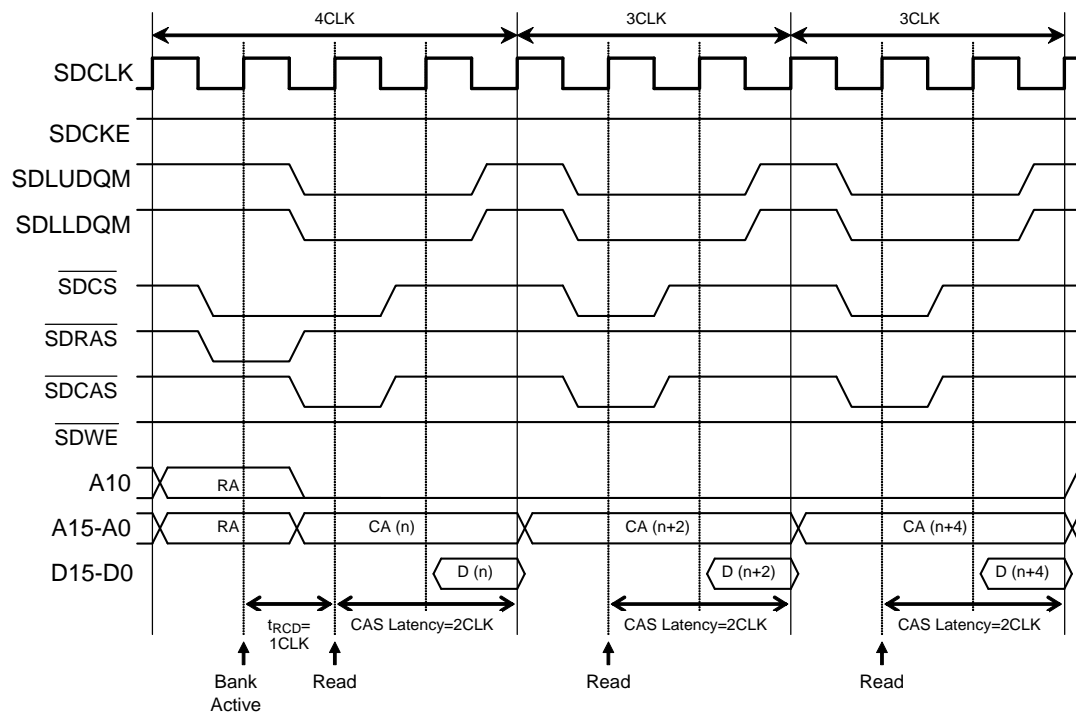 4CLK
3CLK
3CLK
SDCLK
SDCKE
SDLUDQM
SDLLDQM
SDCS
SDRAS
SDCAS
SDWE
A10
RA
A15-A0
RA
CA (n)
CA (n+2)
CA (n+4)
D15-D0
D (n)
D (n+2)
D (n+4)
tRCD=
1CLK
CAS Latency=2CLK
CAS Latency=2CLK
CAS Latency=2CLK
Bank
Active
Read
Read
Read